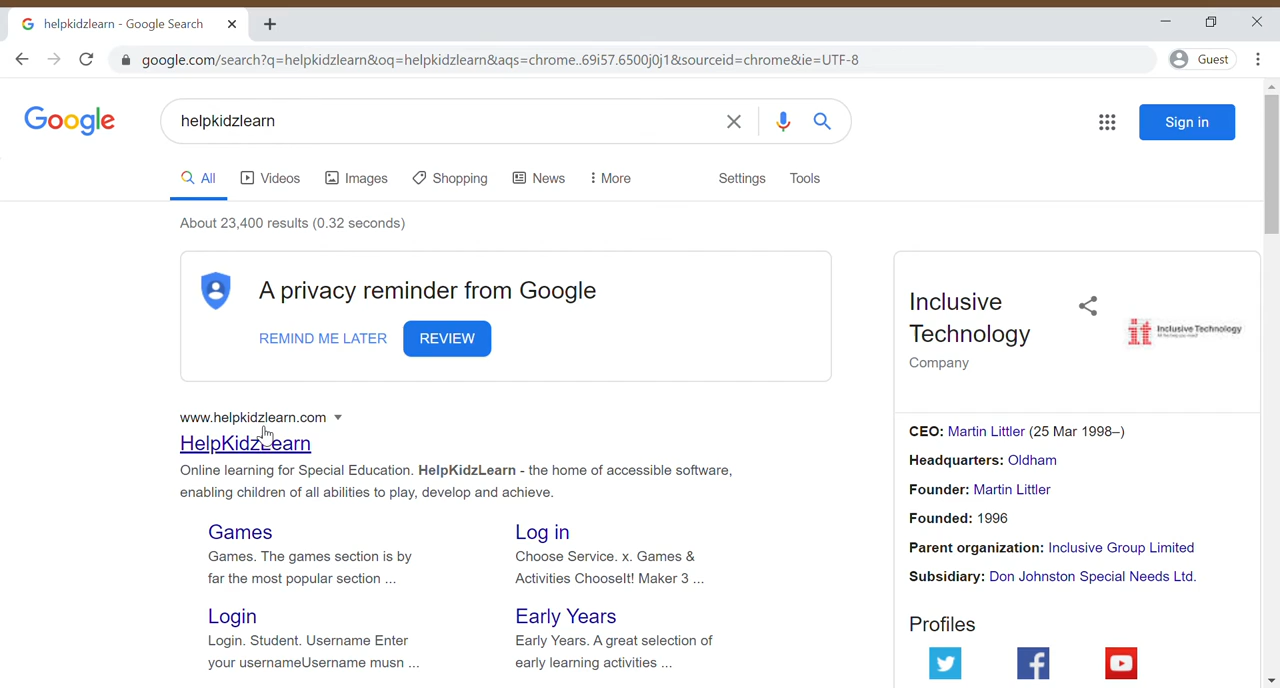 helpkidzlearn - Google Search
google.com/search?q=helpkidzlearn&oq=helpkidzlearn&aqs=chrome..69i57.6500j0j1&sourceid=chrome&ie=UTF-8
Guest
Google
helpkidzlearn
Sign in
All
Videos
Images
Shopping
News
More
Settings
Tools
About 23,400 results (0.32 seconds)
A privacy reminder from Google
REMIND ME LATER
REVIEW
www.helpkidzlearn.com
HelpKidzLearn
Online learning for Special Education. HelpKidzLearn - the home of accessible software,
enabling children of all abilities to play, develop and achieve.
Games
Games. The games section is by
far the most popular section ...
Log in
Choose Service. x. Games &
Activities ChooseIt! Maker 3 ...
Login
Login. Student. Username Enter
your usernameUsername musn ...
Early Years
Early Years. A great selection of
early learning activities ...
Inclusive
Technology
Company
it Inclusive Technology
CEO: Martin Littler (25 Mar 1998–)
Headquarters: Oldham
Founder: Martin Littler
Founded: 1996
Parent organization: Inclusive Group Limited
Subsidiary: Don Johnston Special Needs Ltd.
Profiles